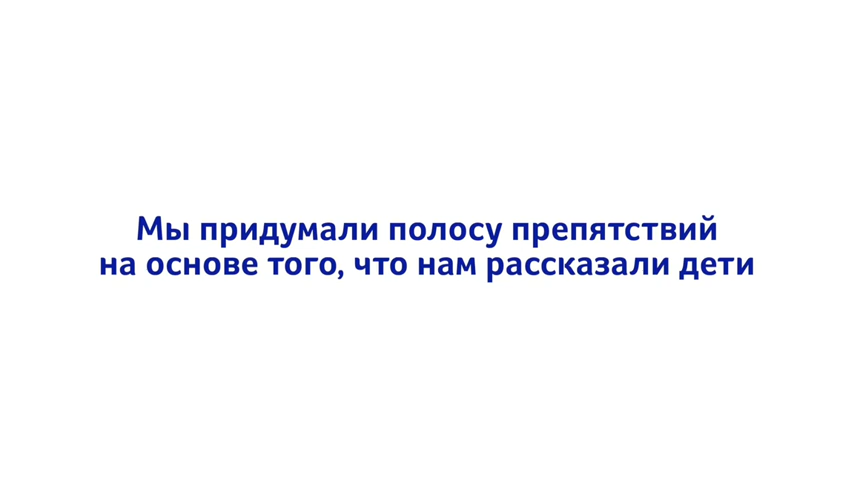 Мы придумали полосу препятствий
на основе того, что нам рассказали дети